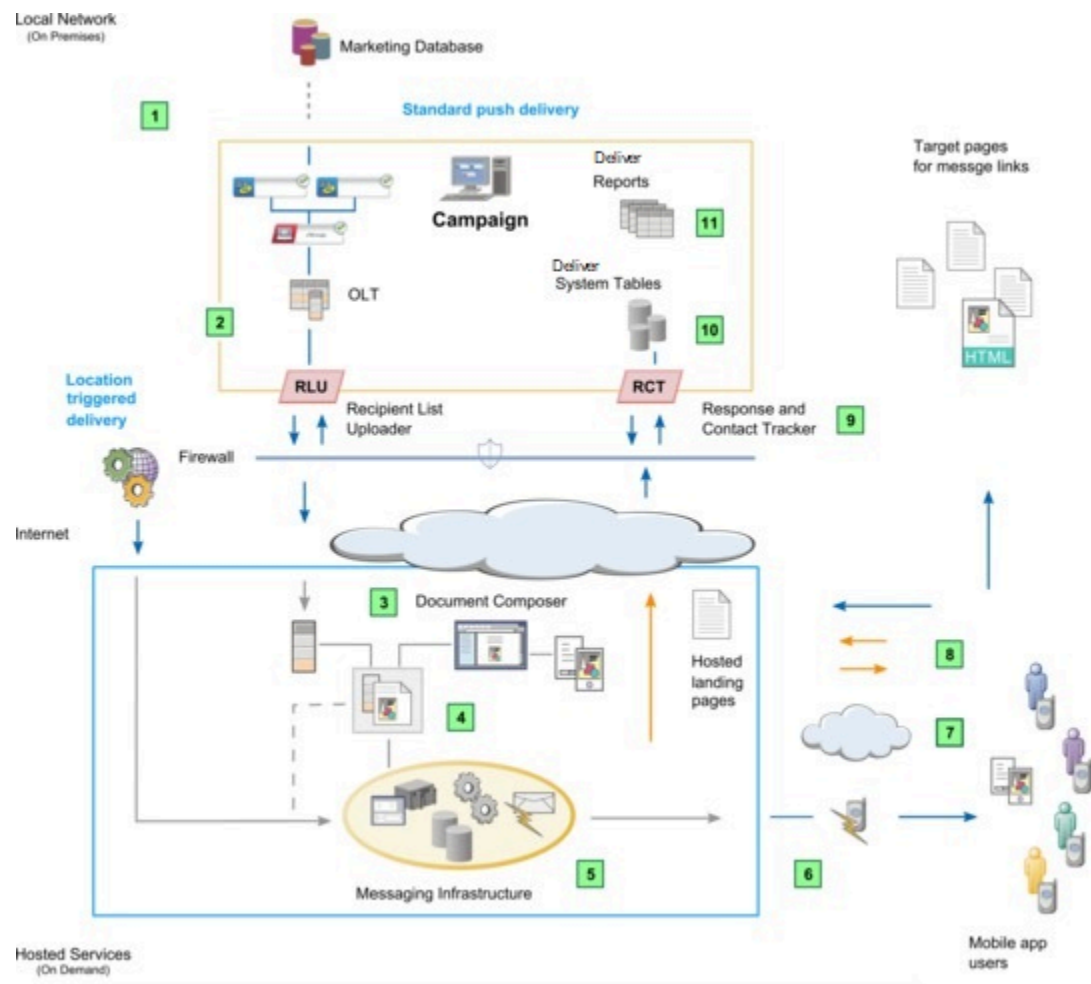 Local Network
(On Premises)
Marketing Database
1
Standard push delivery
Deliver
Reports
11
Campaign
OLT
Deliver
System Tables
10
2
Target pages
for messge links
HTML
Location
triggered
delivery
RLU
Recipient List
Uploader
RCT
Response and
Contact Tracker
9
Firewall
Internet
3
Document Composer
4
Hosted
landing
pages
8
7
5
6
Messaging Infrastructure
Mobile app
users
Hosted Services
(On Demand)